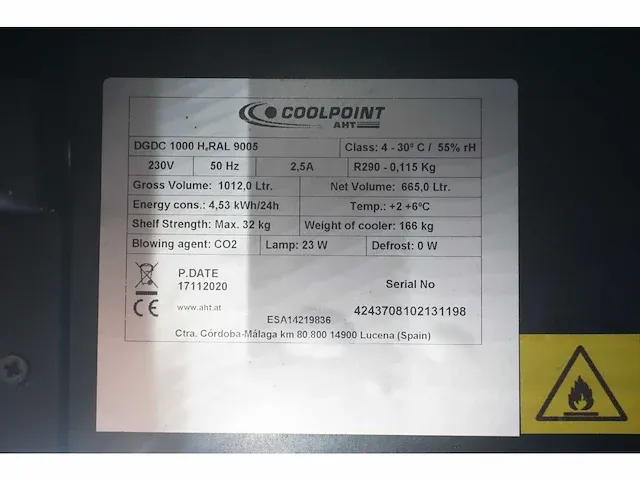 COOLPOINT
AHT
DGDC 1000 H,RAL 9005 Class: 4 - 30º C / 55% rH
230V 50 Hz 2,5A R290 - 0,115 Kg
Gross Volume: 1012,0 Ltr. Net Volume: 665,0 Ltr.
Energy cons.: 4,53 kWh/24h Temp.: +2 +6ºC
Shelf Strength: Max. 32 kg Weight of cooler: 166 kg
Blowing agent: CO2 Lamp: 23 W Defrost: 0 W
P.DATE
17112020
Serial No
CE www.aht.at
4243708102131198
ESA14219836
Ctra. Córdoba-Málaga km 80.800 14900 Lucena (Spain)